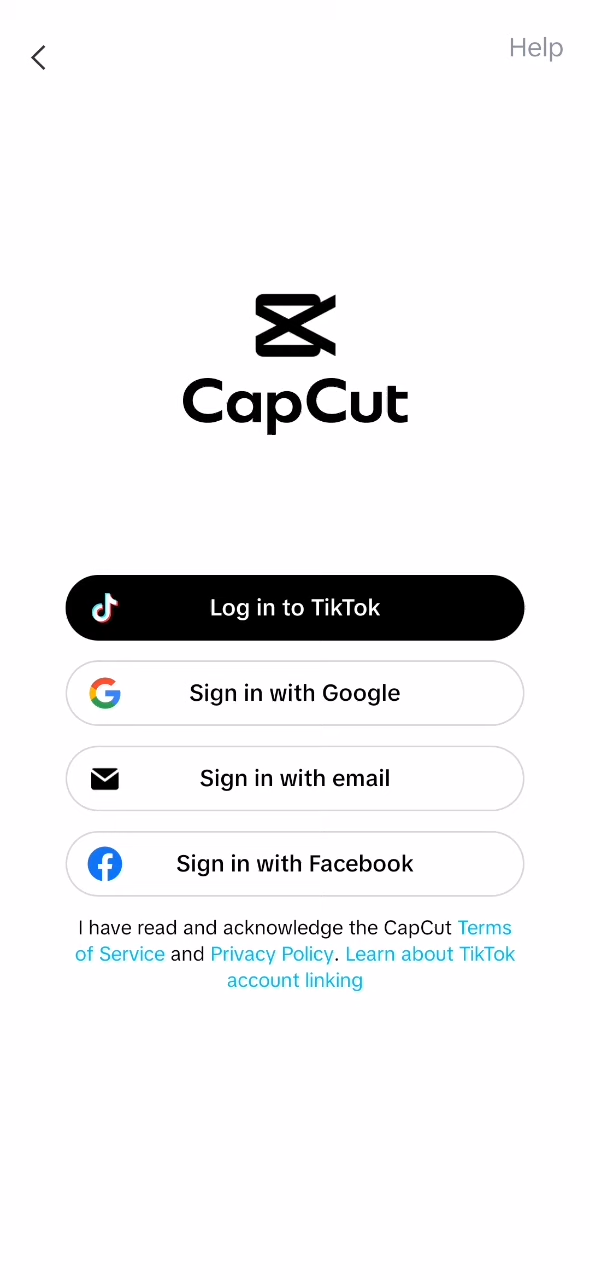 Help
CapCut
Log in to TikTok
Sign in with Google
Sign in with email
Sign in with Facebook
I have read and acknowledge the CapCut Terms
of Service and Privacy Policy. Learn about TikTok
account linking